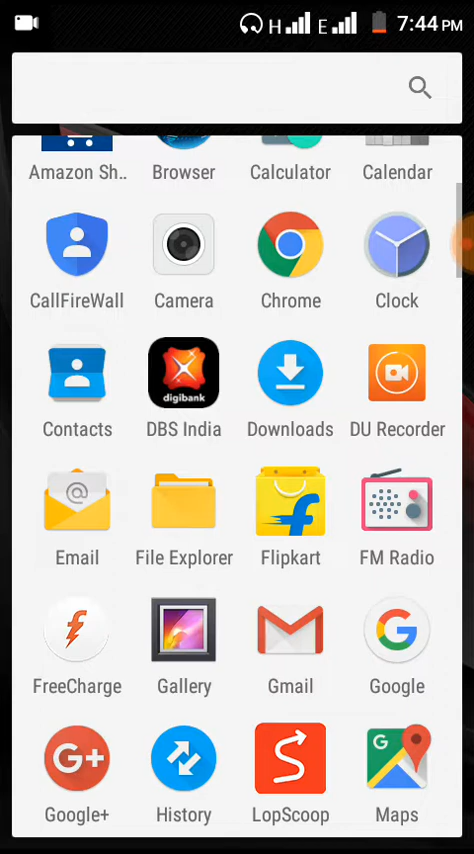 H E 7:44 PM
Amazon Sh.. Browser Calculator Calendar
CallFireWall Camera Chrome Clock
digibank
Contacts DBS India Downloads DU Recorder
@
Email File Explorer Flipkart FM Radio
FreeCharge Gallery Gmail Google
G+ G
Google+ History LopScoop Maps